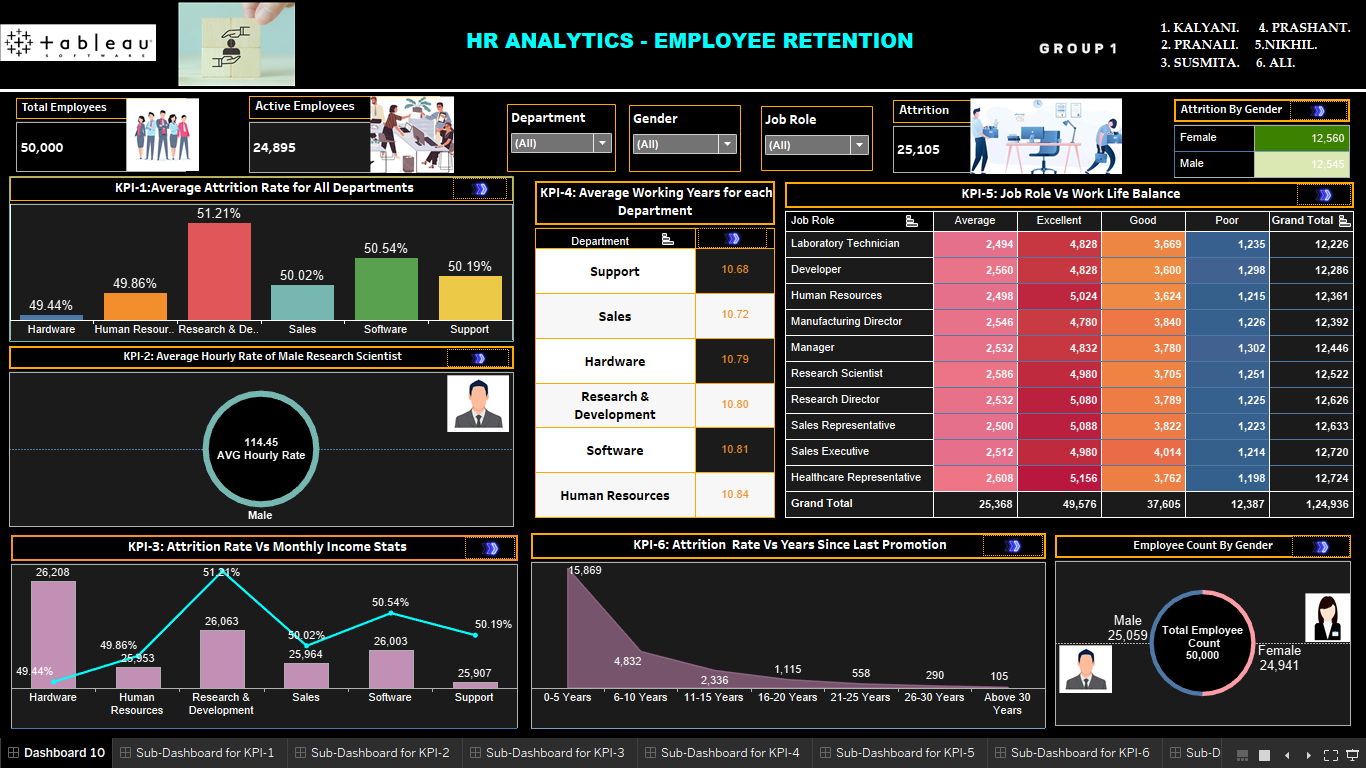 tableau
SOFTWARE
HR ANALYTICS - EMPLOYEE RETENTION
GROUP 1
1. KALYANI. 4. PRASHANT.
2. PRANALI. 5.NIKHIL.
3. SUSMITA. 6. ALI.
Total Employees
50,000
Active Employees
24,895
Department
(All)
Gender
(All)
Job Role
(All)
Attrition
25,105
Attrition By Gender
Female 12,560
Male 12,545
KPI-1:Average Attrition Rate for All Departments
49.44% 49.86% 51.21% 50.02% 50.54% 50.19%
Hardware Human Resour.. Research & De.. Sales Software Support
KPI-2: Average Hourly Rate of Male Research Scientist
114.45
AVG Hourly Rate
Male
KPI-4: Average Working Years for each
Department
Department
Support 10.68
Sales 10.72
Hardware 10.79
Research &
Development 10.80
Software 10.81
Human Resources 10.84
KPI-5: Job Role Vs Work Life Balance
Job Role Average Excellent Good Poor Grand Total
Laboratory Technician 2,494 4,828 3,669 1,235 12,226
Developer 2,560 4,828 3,600 1,298 12,286
Human Resources 2,498 5,024 3,624 1,215 12,361
Manufacturing Director 2,546 4,780 3,840 1,226 12,392
Manager 2,532 4,832 3,780 1,302 12,446
Research Scientist 2,586 4,980 3,705 1,251 12,522
Research Director 2,532 5,080 3,789 1,225 12,626
Sales Representative 2,500 5,088 3,822 1,223 12,633
Sales Executive 2,512 4,980 4,014 1,214 12,720
Healthcare Representative 2,608 5,156 3,762 1,198 12,724
Grand Total 25,368 49,576 37,605 12,387 1,24,936
KPI-3: Attrition Rate Vs Monthly Income Stats
26,208 25,953 26,063 25,964 26,003 25,907
49.44% 49.86% 51.21% 50.02% 50.54% 50.19%
Hardware Human Research & Sales Software Support
Resources Development
KPI-6: Attrition Rate Vs Years Since Last Promotion
15,869 4,832 2,336 1,115 558 290 105
0-5 Years 6-10 Years 11-15 Years 16-20 Years 21-25 Years 26-30 Years Above 30
Years
Employee Count By Gender
Male
25,059
Total Employee
Count
50,000
Female
24,941
Dashboard 10 Sub-Dashboard for KPI-1 Sub-Dashboard for KPI-2 Sub-Dashboard for KPI-3 Sub-Dashboard for KPI-4 Sub-Dashboard for KPI-5 Sub-Dashboard for KPI-6 Sub-D